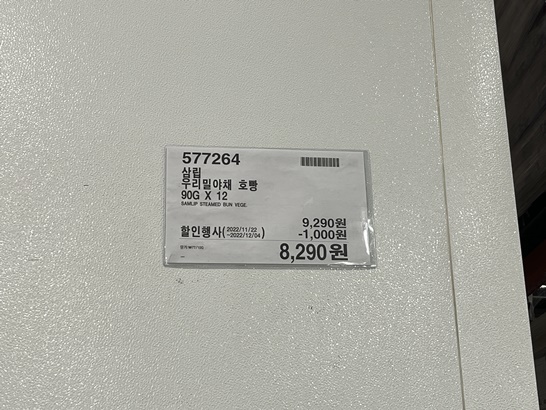 577264
삼립
우리밀야채 호빵
90G X 12
SAMLIP STEAMED BUN VEGE.
9,290원
할인행사(2022/11/22 -2022/12/04) -1,000원
8,290원